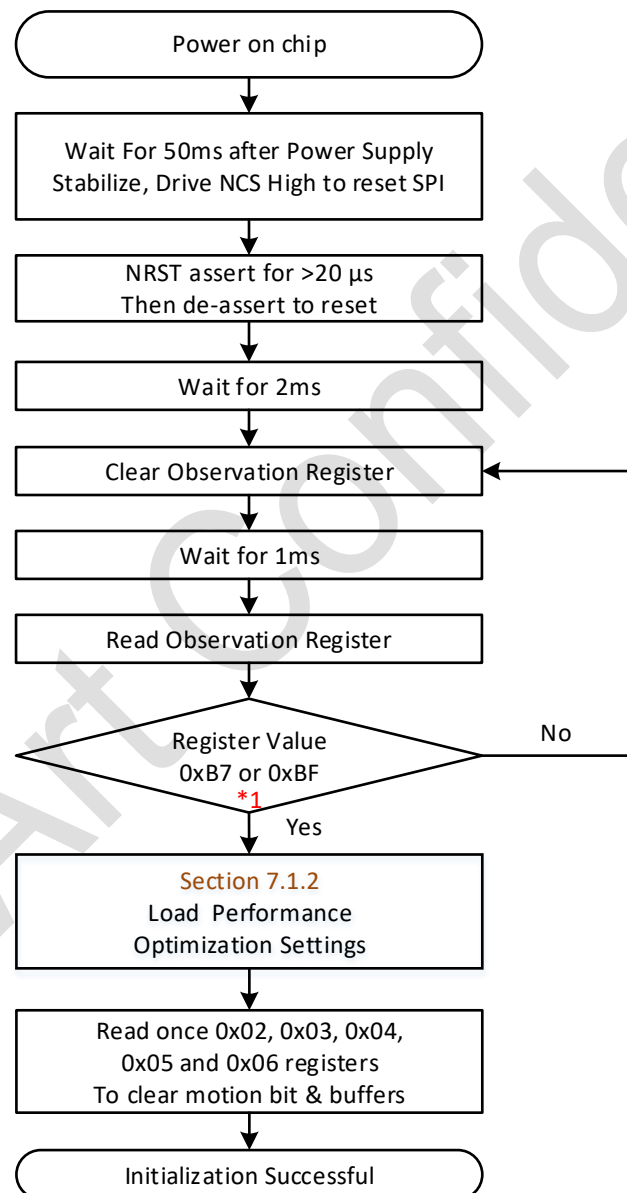 Power on chip
Wait For 50ms after Power Supply
Stabilize, Drive NCS High to reset SPI
NRST assert for >20 µs
Then de-assert to reset
Wait for 2ms
Clear Observation Register
Wait for 1ms
Read Observation Register
Register Value
0xB7 or 0xBF
*1
No
Yes
Section 7.1.2
Load Performance
Optimization Settings
Read once 0x02, 0x03, 0x04,
0x05 and 0x06 registers
To clear motion bit & buffers
Initialization Successful